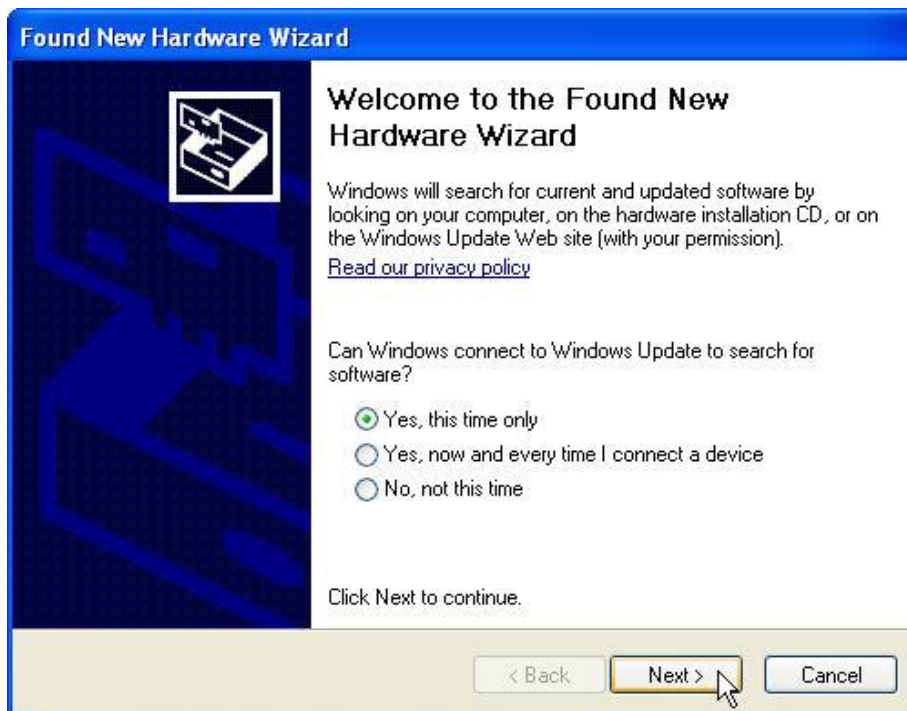 Found New Hardware Wizard
Welcome to the Found New
Hardware Wizard
Windows will search for current and updated software by
looking on your computer, on the hardware installation CD, or on
the Windows Update Web site (with your permission).
Read our privacy policy
Can Windows connect to Windows Update to search for
software?
Yes, this time only
Yes, now and every time I connect a device
No, not this time
Click Next to continue.
< Back
Next >
Cancel